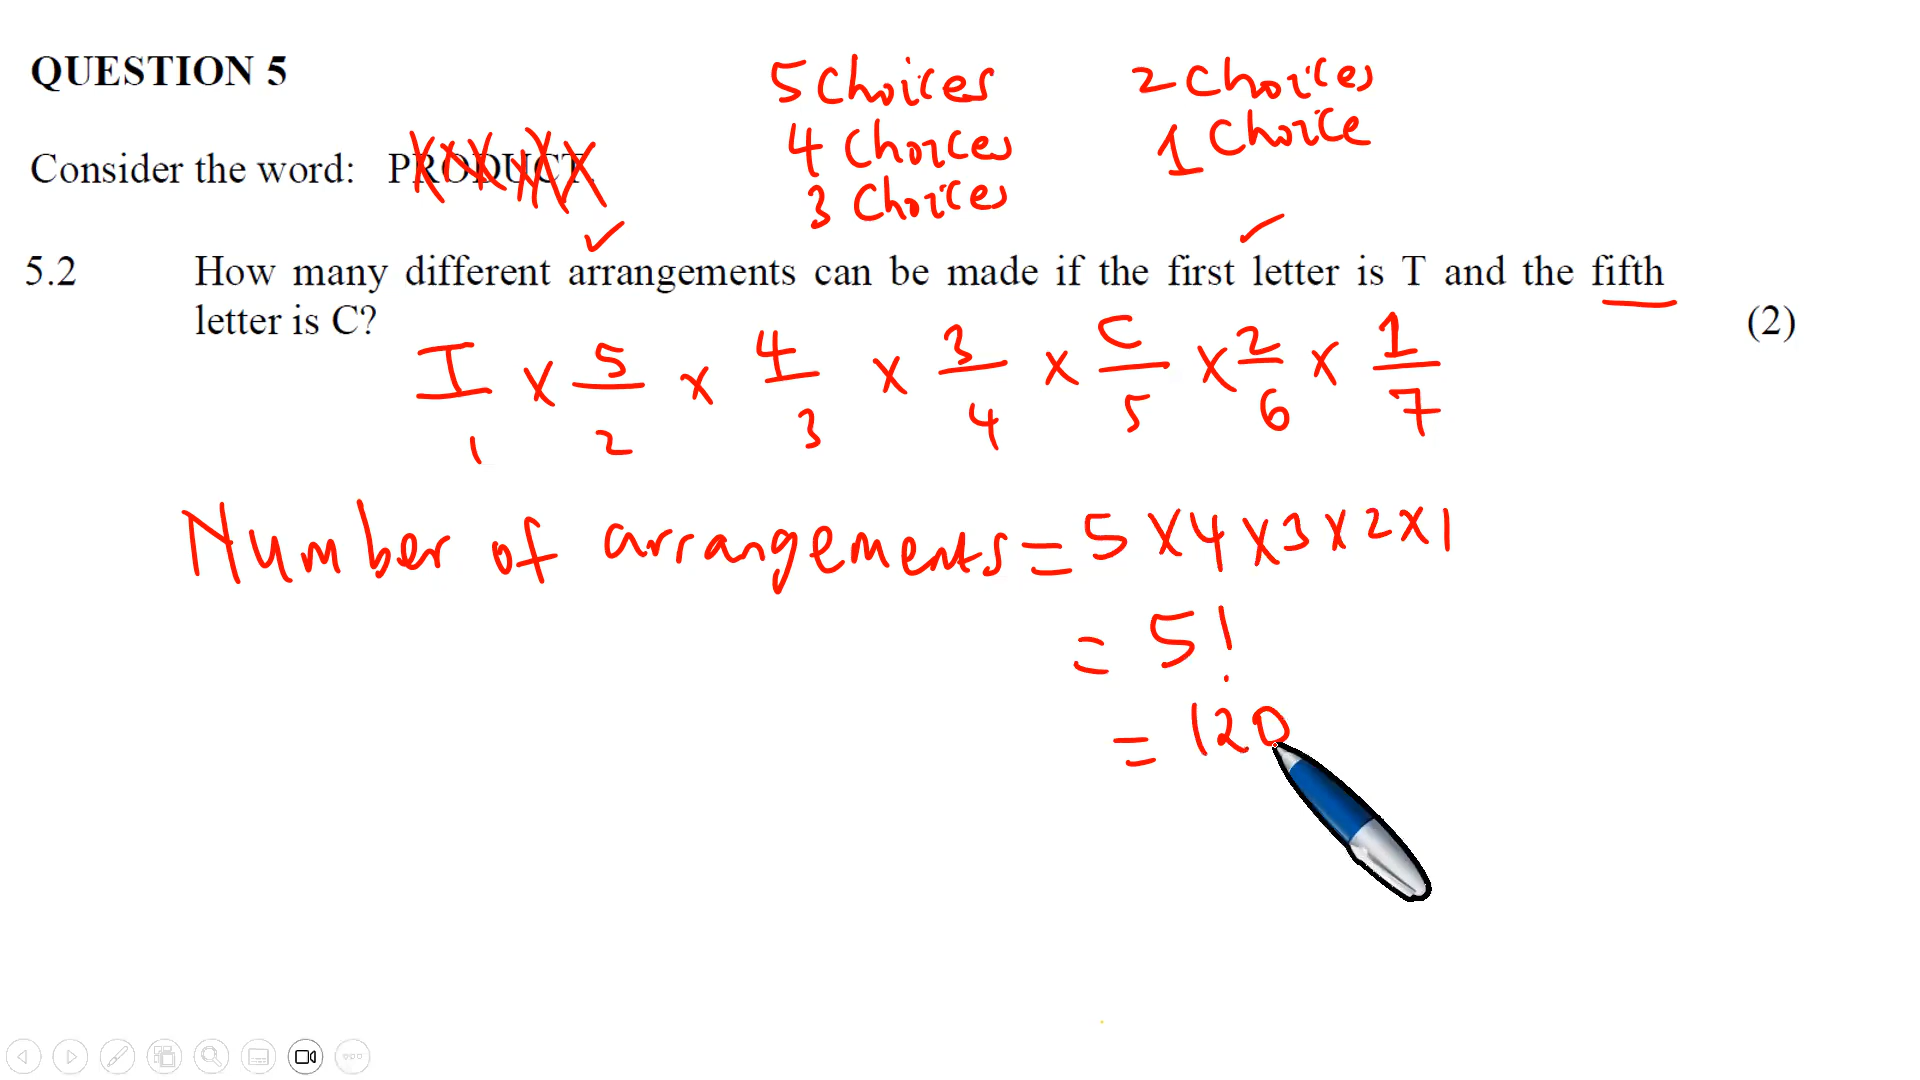 QUESTION 5
5 Choices
2 Choices
4 Choices
1 Choice
Consider the word: PRODUCT.
3 Choices
5.2 How many different arrangements can be made if the first letter is T and the fifth
letter is C? (2)
T × 5 × 4 × 3 × C × 2 × 1
1 2 3 4 5 6 7
Number of arrangements = 5 × 4 × 3 × 2 × 1
= 5!
= 120